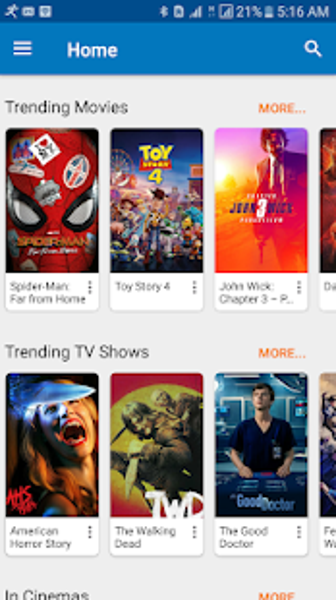 21% 5:16 AM
Home
Trending Movies MORE...
SPIDER-MAN
Far From Home
TOY
STORY
4
JOHN WICK
3
Spider-Man:
Far from Home
Toy Story 4
John Wick:
Chapter 3 – P...
Da
Trending TV Shows MORE...
AHS
TWD
the Good Doctor
American
Horror Story
The Walking
Dead
The Good
Doctor
Fe
Wa
In Cinemas MORE...